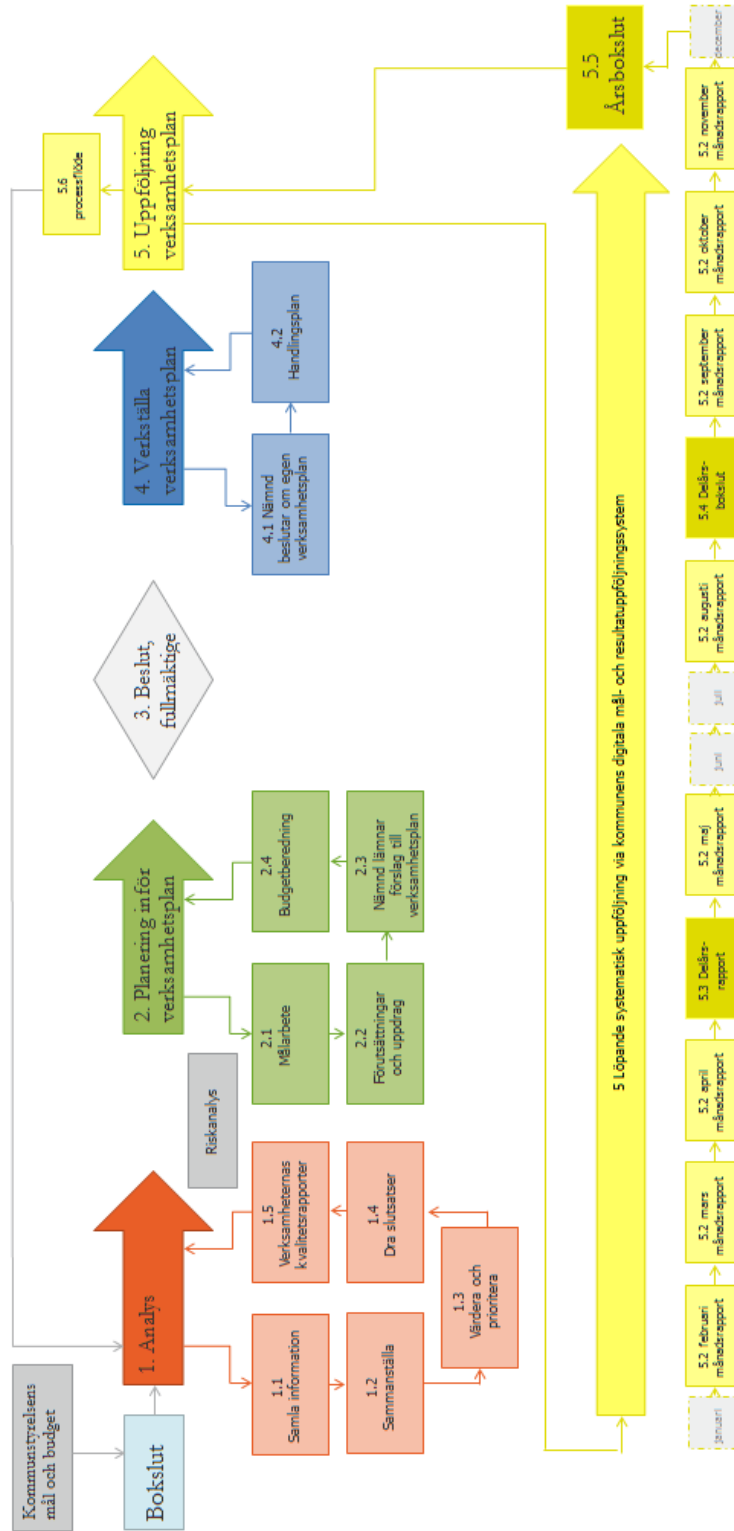 Kommunstyrelsens
mål och budget
Bokslut
1. Analys
1.1
Samla information
1.2
Sammanställa
1.3
Värdera och
prioritera
1.4
Dra slutsatser
1.5
Verksamheternas
kvalitetsrapporter
Riskanalys
2. Planering inför
verksamhetsplan
2.1
Målarbete
2.2
Förutsättningar
och uppdrag
2.3
Nämnd lämnar
förslag till
verksamhetsplan
2.4
Budgetberedning
3. Beslut,
fullmäktige
4. Verkställa
verksamhetsplan
4.1 Nämnd
beslutar om egen
verksamhetsplan
4.2
Handlingsplan
5. Uppföljning
verksamhetsplan
5.6
processflöde
5 Löpande systematisk uppföljning via kommunens digitala mål- och resultatuppföljningssystem
5.5
Årsbokslut
januari
5.2 februari
månadsrapport
5.2 mars
månadsrapport
5.2 april
månadsrapport
5.3 Delårs-
rapport
5.2 maj
månadsrapport
juni
juli
5.2 augusti
månadsrapport
5.4 Delårs-
bokslut
5.2 september
månadsrapport
5.2 oktober
månadsrapport
5.2 november
månadsrapport
december